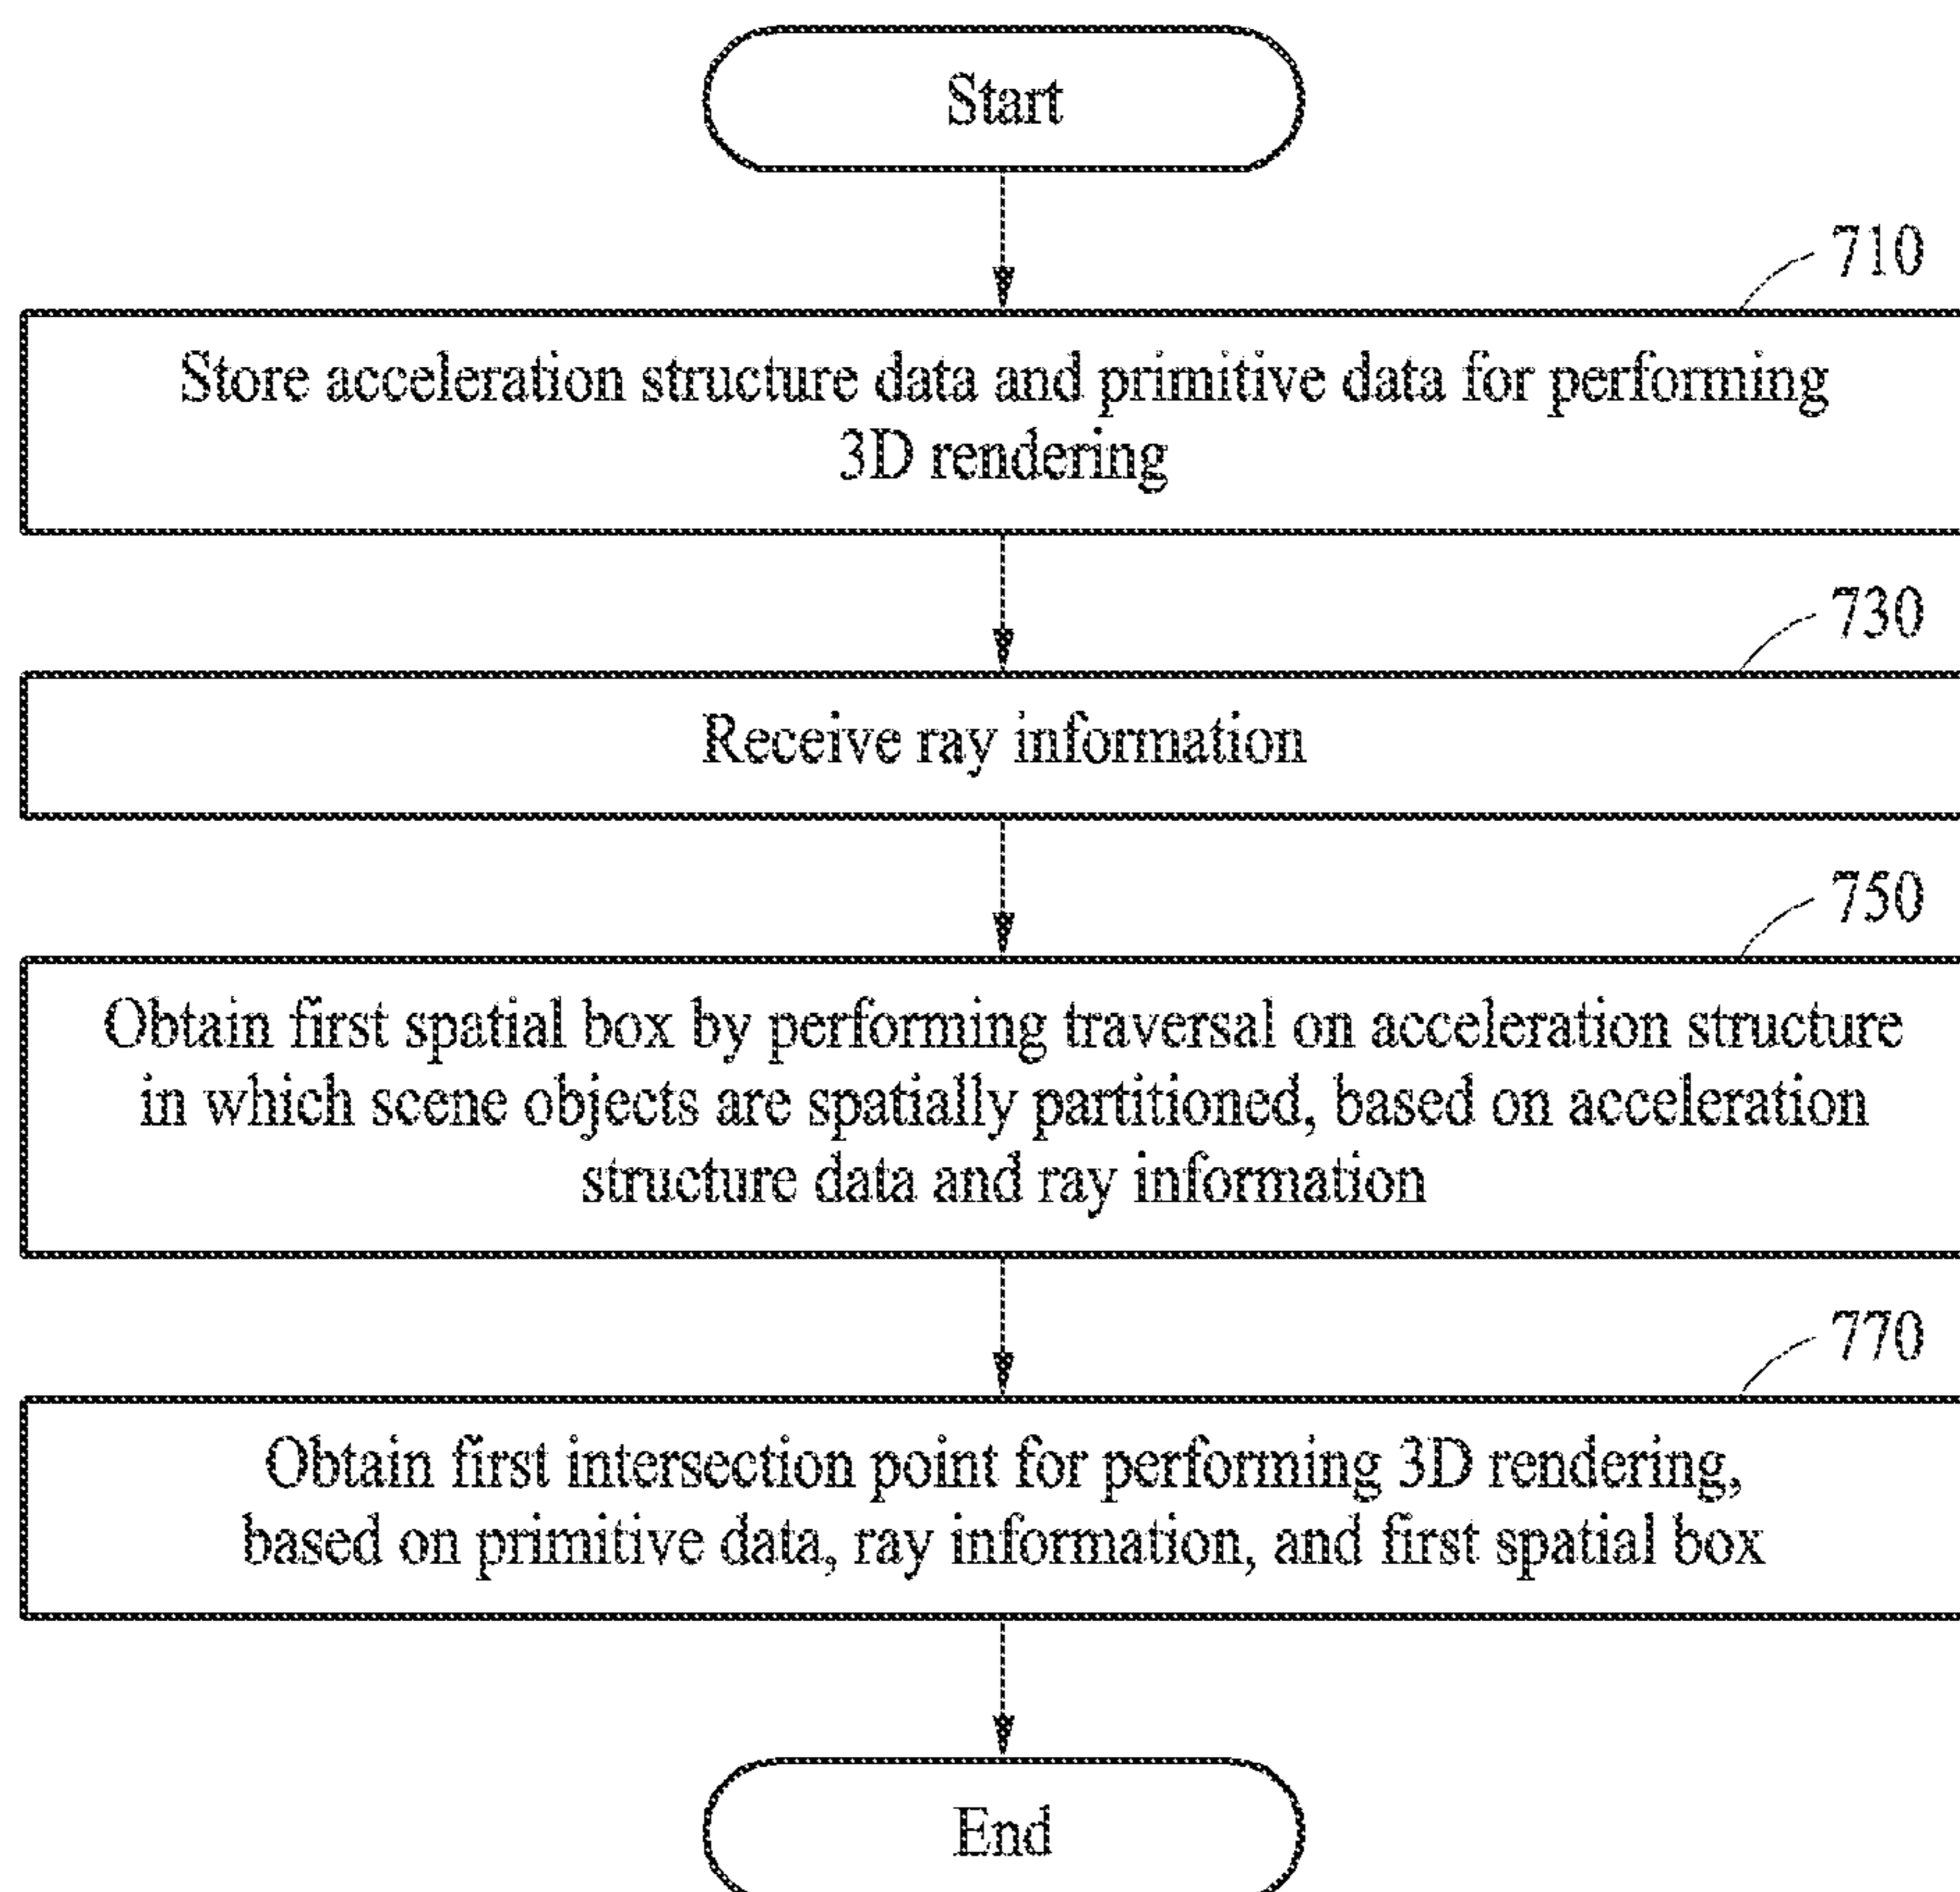 Start
710
Store acceleration structure data and primitive data for performing
3D rendering
730
Receive ray information
750
Obtain first spatial box by performing traversal on acceleration structure
in which scene objects are spatially partitioned, based on acceleration
structure data and ray information
770
Obtain first intersection point for performing 3D rendering,
based on primitive data, ray information, and first spatial box
End